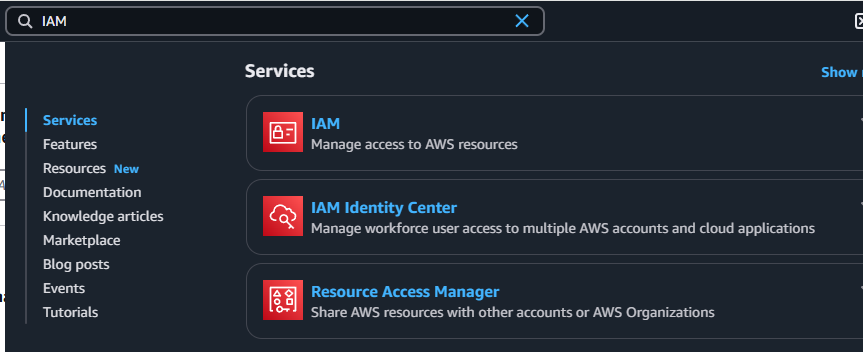 IAM
Services
Show
Services
Features
Resources New
Documentation
Knowledge articles
Marketplace
Blog posts
Events
Tutorials
IAM
Manage access to AWS resources
IAM Identity Center
Manage workforce user access to multiple AWS accounts and cloud applications
Resource Access Manager
Share AWS resources with other accounts or AWS Organizations